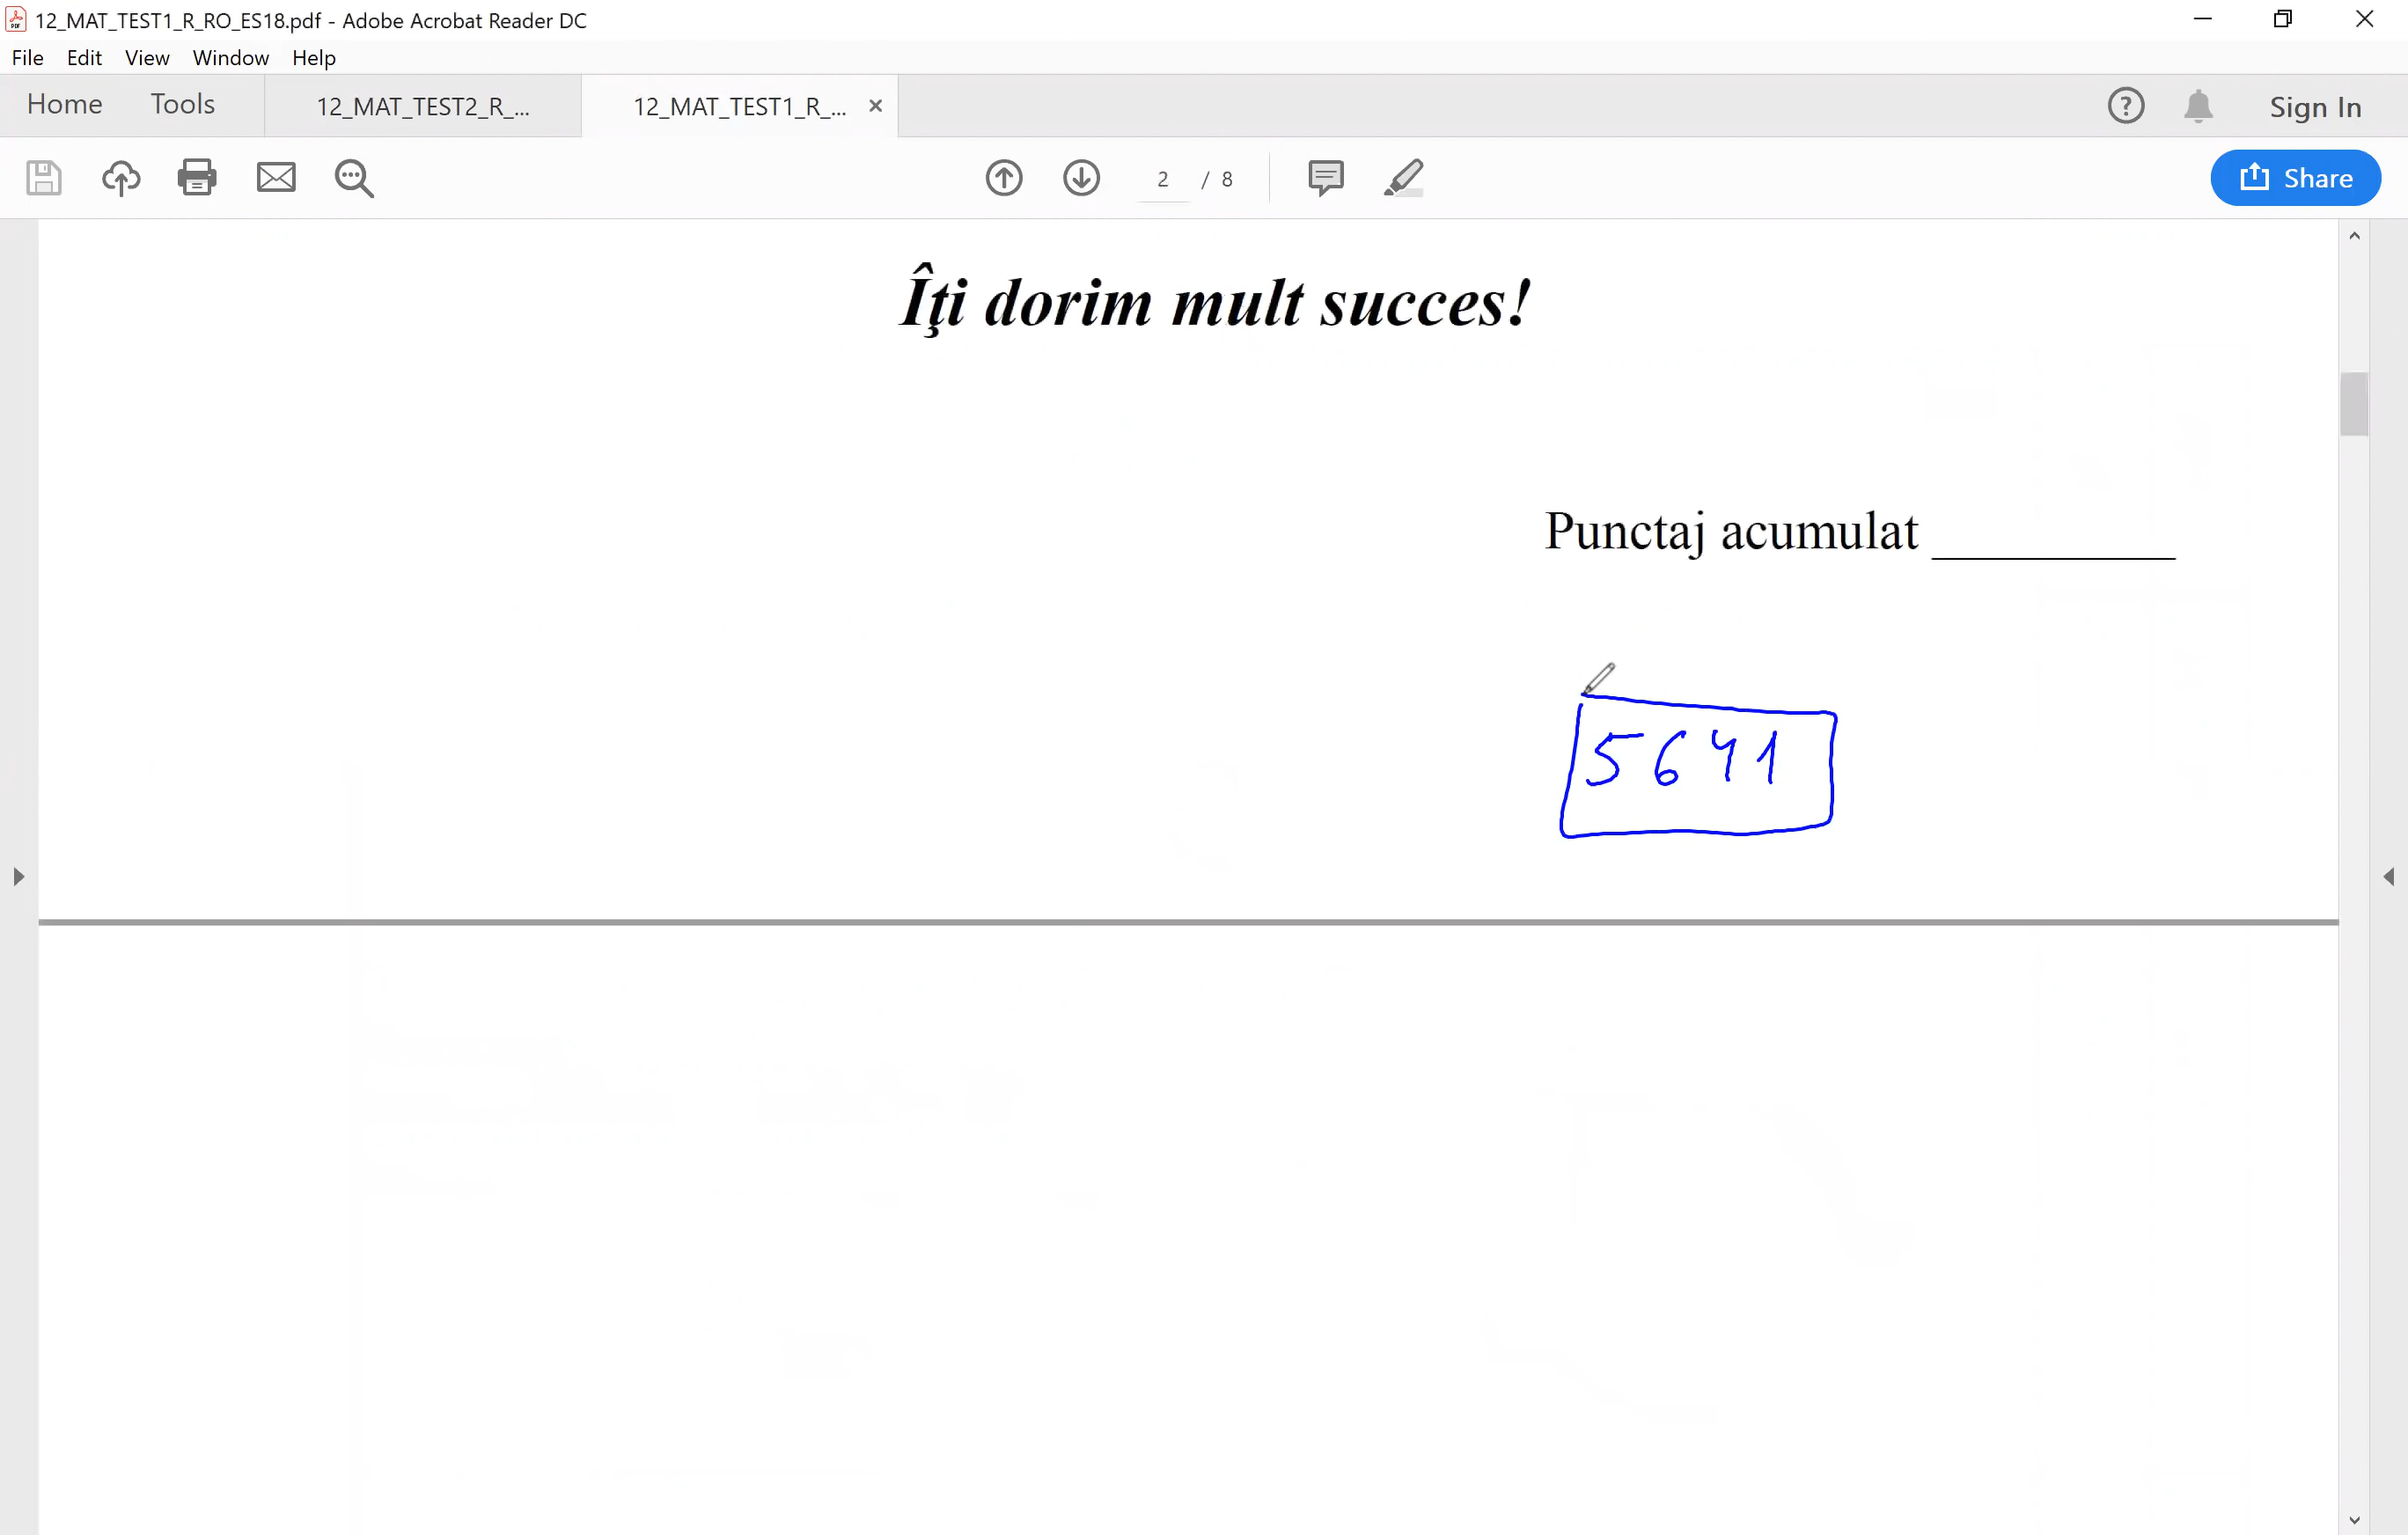 12_MAT_TEST1_R_RO_ES18.pdf - Adobe Acrobat Reader DC
File Edit View Window Help
Home Tools 12_MAT_TEST2_R_... 12_MAT_TEST1_R_... Sign In
2 / 8 Share
Îţi dorim mult succes!
Punctaj acumulat __________
5641